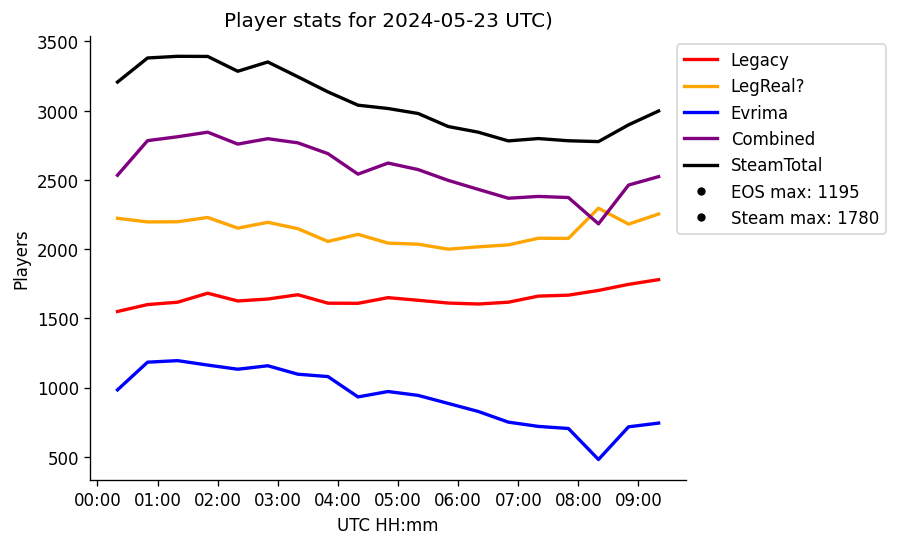 Player stats for 2024-05-23 UTC)
3500
3000
2500
2000
1500
1000
500
Players
00:00 01:00 02:00 03:00 04:00 05:00 06:00 07:00 08:00 09:00
UTC HH:mm
Legacy
LegReal?
Evrima
Combined
SteamTotal
EOS max: 1195
Steam max: 1780